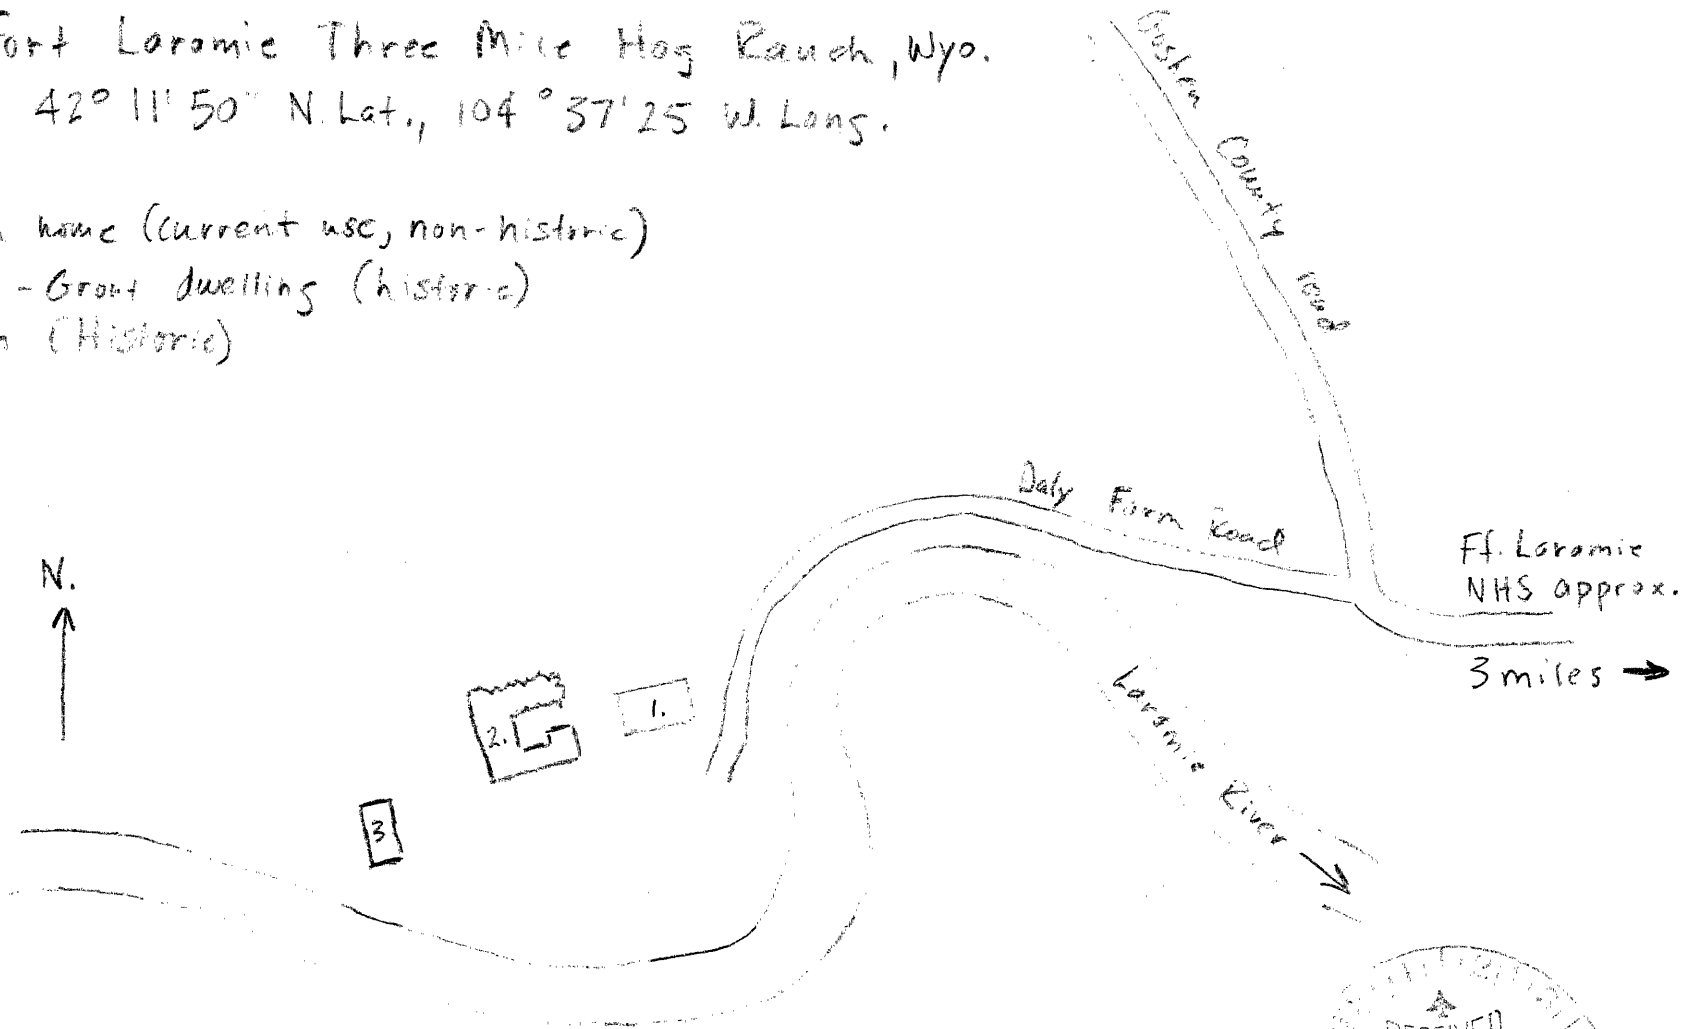 Fort Laramie Three Mile Hog Ranch, Wyo.
42° 11' 50" N. Lat., 104° 37' 25 W. Long.
home (current use, non-historic)
- Grout dwelling (historic)
(Historic)
Goshen County road
Daly Farm Road
Ft. Laramie
NHS approx.
3 miles →
N.
1.
2.
3
Laramie River
RECEIVED